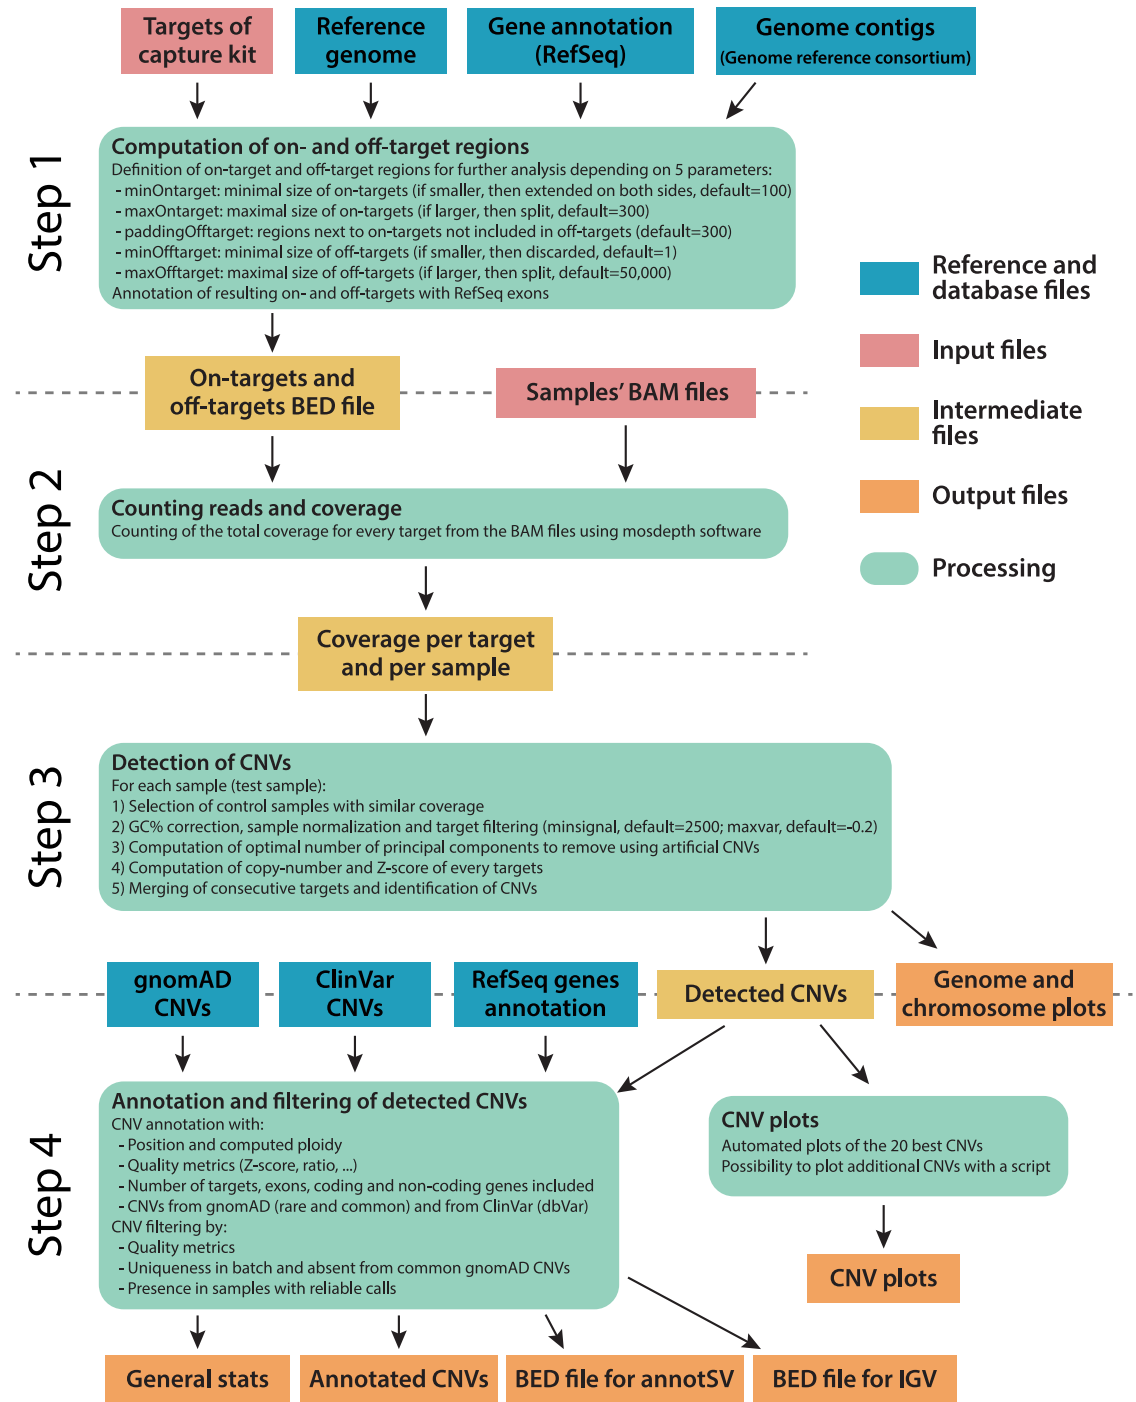 Targets of
capture kit
Reference
genome
Gene annotation
(RefSeq)
Genome contigs
(Genome reference consortium)
Step 1
Computation of on- and off-target regions
Definition of on-target and off-target regions for further analysis depending on 5 parameters:
- minOntarget: minimal size of on-targets (if smaller, then extended on both sides, default=100)
- maxOntarget: maximal size of on-targets (if larger, then split, default=300)
- paddingOfftarget: regions next to on-targets not included in off-targets (default=300)
- minOfftarget: minimal size of off-targets (if smaller, then discarded, default=1)
- maxOfftarget: maximal size of off-targets (if larger, then split, default=50,000)
Annotation of resulting on- and off-targets with RefSeq exons
Reference and
database files
Input files
Intermediate
files
Output files
Processing
On-targets and
off-targets BED file
Samples' BAM files
Step 2
Counting reads and coverage
Counting of the total coverage for every target from the BAM files using mosdepth software
Coverage per target
and per sample
Step 3
Detection of CNVs
For each sample (test sample):
1) Selection of control samples with similar coverage
2) GC% correction, sample normalization and target filtering (minsignal, default=2500; maxvar, default=-0.2)
3) Computation of optimal number of principal components to remove using artificial CNVs
4) Computation of copy-number and Z-score of every targets
5) Merging of consecutive targets and identification of CNVs
gnomAD
CNVs
ClinVar
CNVs
RefSeq genes
annotation
Detected CNVs
Genome and
chromosome plots
Step 4
Annotation and filtering of detected CNVs
CNV annotation with:
- Position and computed ploidy
- Quality metrics (Z-score, ratio, ...)
- Number of targets, exons, coding and non-coding genes included
- CNVs from gnomAD (rare and common) and from ClinVar (dbVar)
CNV filtering by:
- Quality metrics
- Uniqueness in batch and absent from common gnomAD CNVs
- Presence in samples with reliable calls
CNV plots
Automated plots of the 20 best CNVs
Possibility to plot additional CNVs with a script
CNV plots
General stats
Annotated CNVs
BED file for annotSV
BED file for IGV